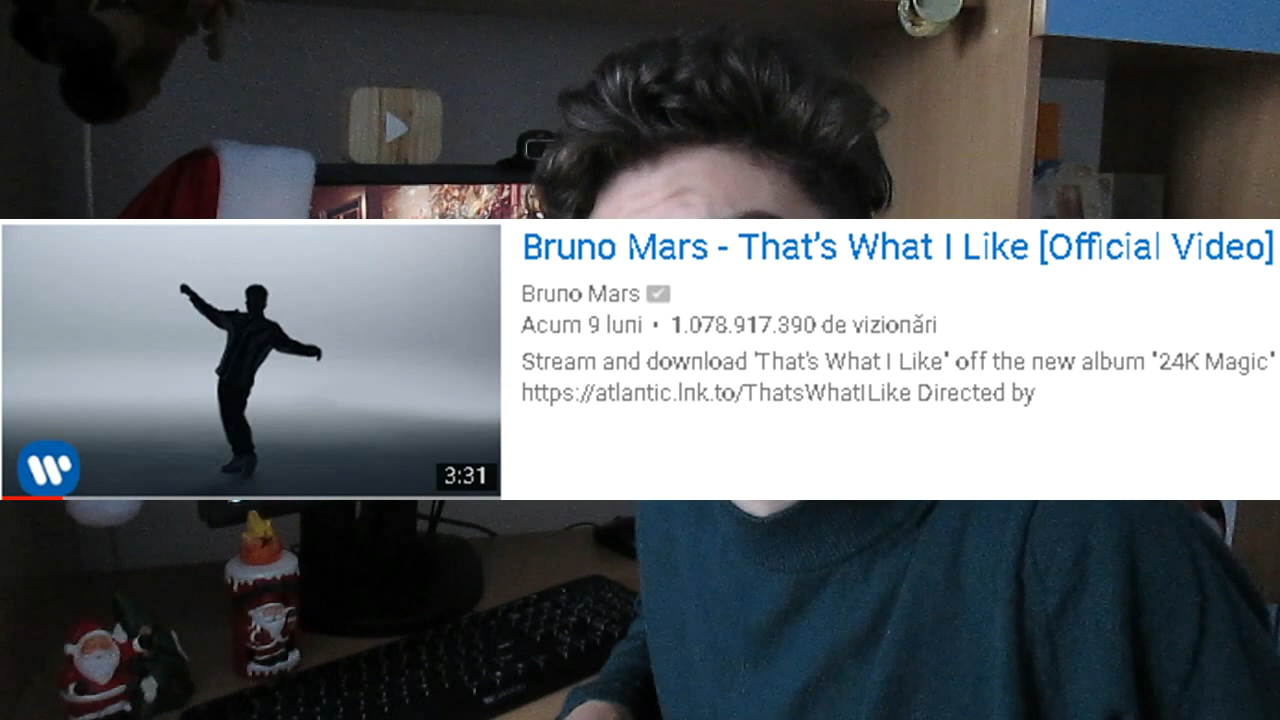 Bruno Mars - That's What I Like [Official Video]
Bruno Mars
Acum 9 luni • 1.078.917.390 de vizionări
Stream and download "That's What I Like" off the new album "24K Magic"
https://atlantic.lnk.to/ThatsWhatILike Directed by
3:31